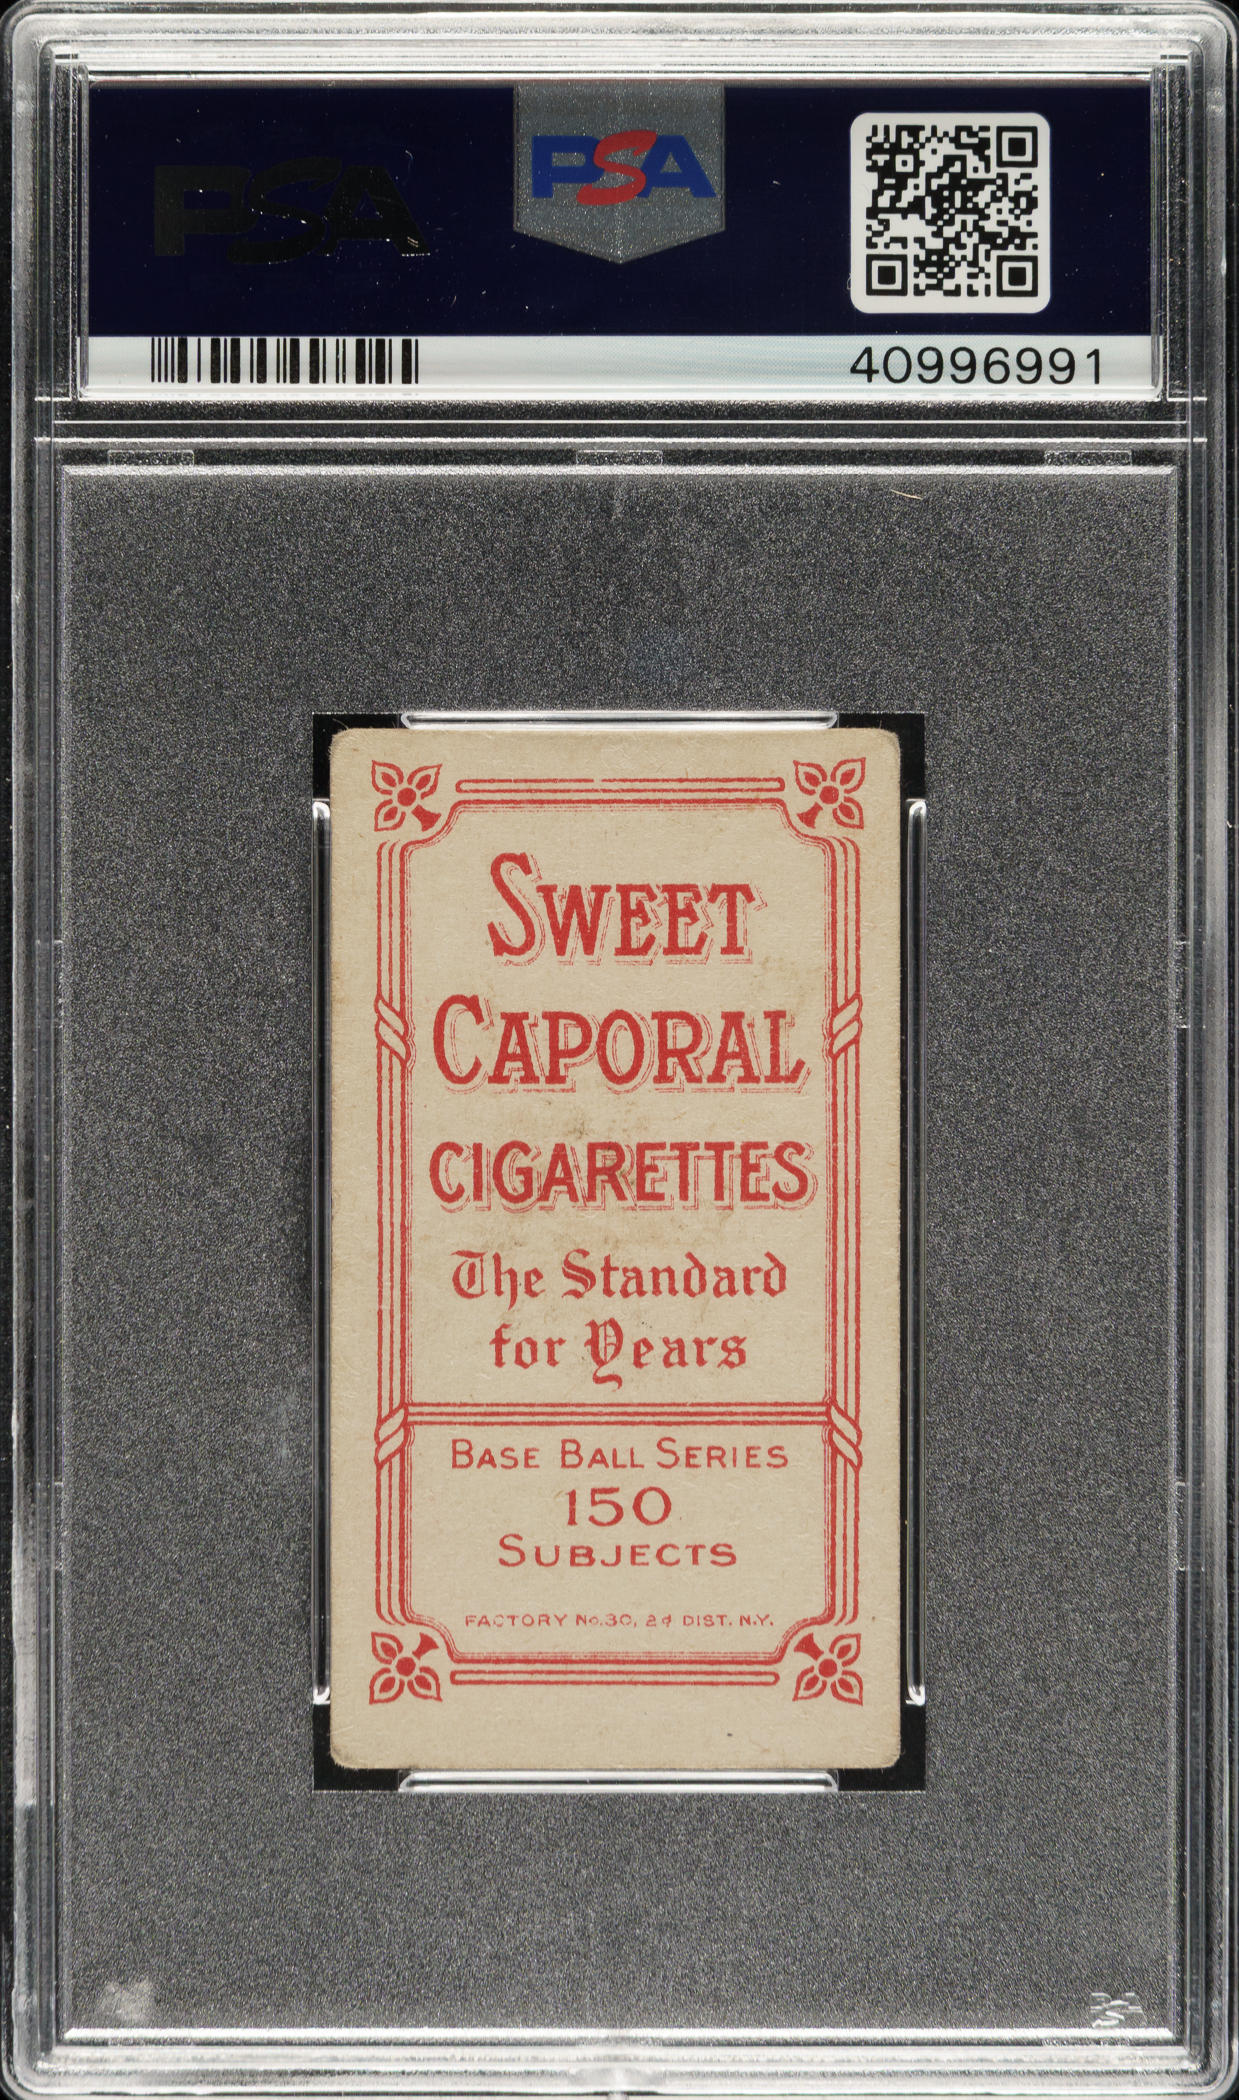 PSA
PSA
40996991
SWEET
CAPORAL
CIGARETTES
The Standard
for Years
BASE BALL SERIES
150
SUBJECTS
FACTORY No.30, 2d DIST. N.Y.
PSA